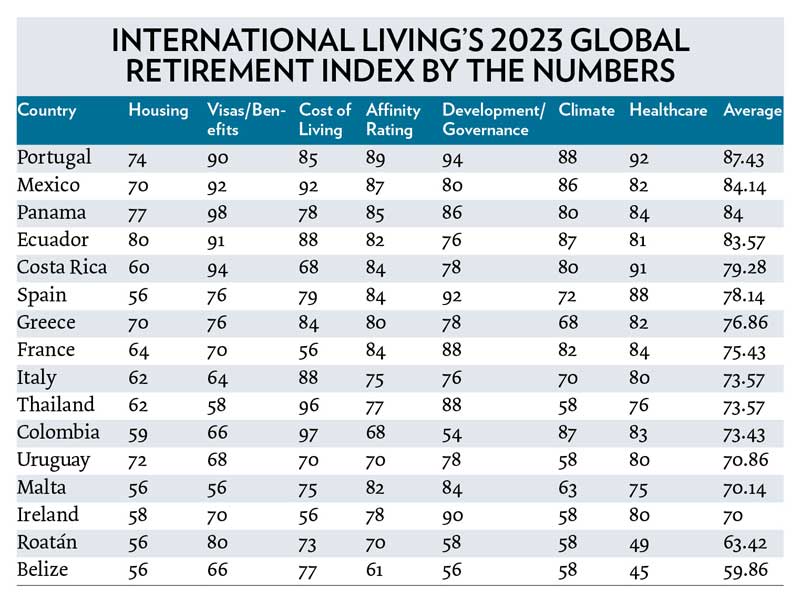 INTERNATIONAL LIVING'S 2023 GLOBAL
RETIREMENT INDEX BY THE NUMBERS
Country Housing Visas/Ben- Cost of Affinity Development/ Climate Healthcare Average
efits Living Rating Governance
Portugal 74 90 85 89 94 88 92 87.43
Mexico 70 92 92 87 80 86 82 84.14
Panama 77 98 78 85 86 80 84 84
Ecuador 80 91 88 82 76 87 81 83.57
Costa Rica 60 94 68 84 78 80 91 79.28
Spain 56 76 79 84 92 72 88 78.14
Greece 70 76 84 80 78 68 82 76.86
France 64 70 56 84 88 82 84 75.43
Italy 62 64 88 75 76 70 80 73.57
Thailand 62 58 96 77 88 58 76 73.57
Colombia 59 66 97 68 54 87 83 73.43
Uruguay 72 68 70 70 78 58 80 70.86
Malta 56 56 75 82 84 63 75 70.14
Ireland 58 70 56 78 90 58 80 70
Roatán 56 80 73 70 58 58 49 63.42
Belize 56 66 77 61 56 58 45 59.86